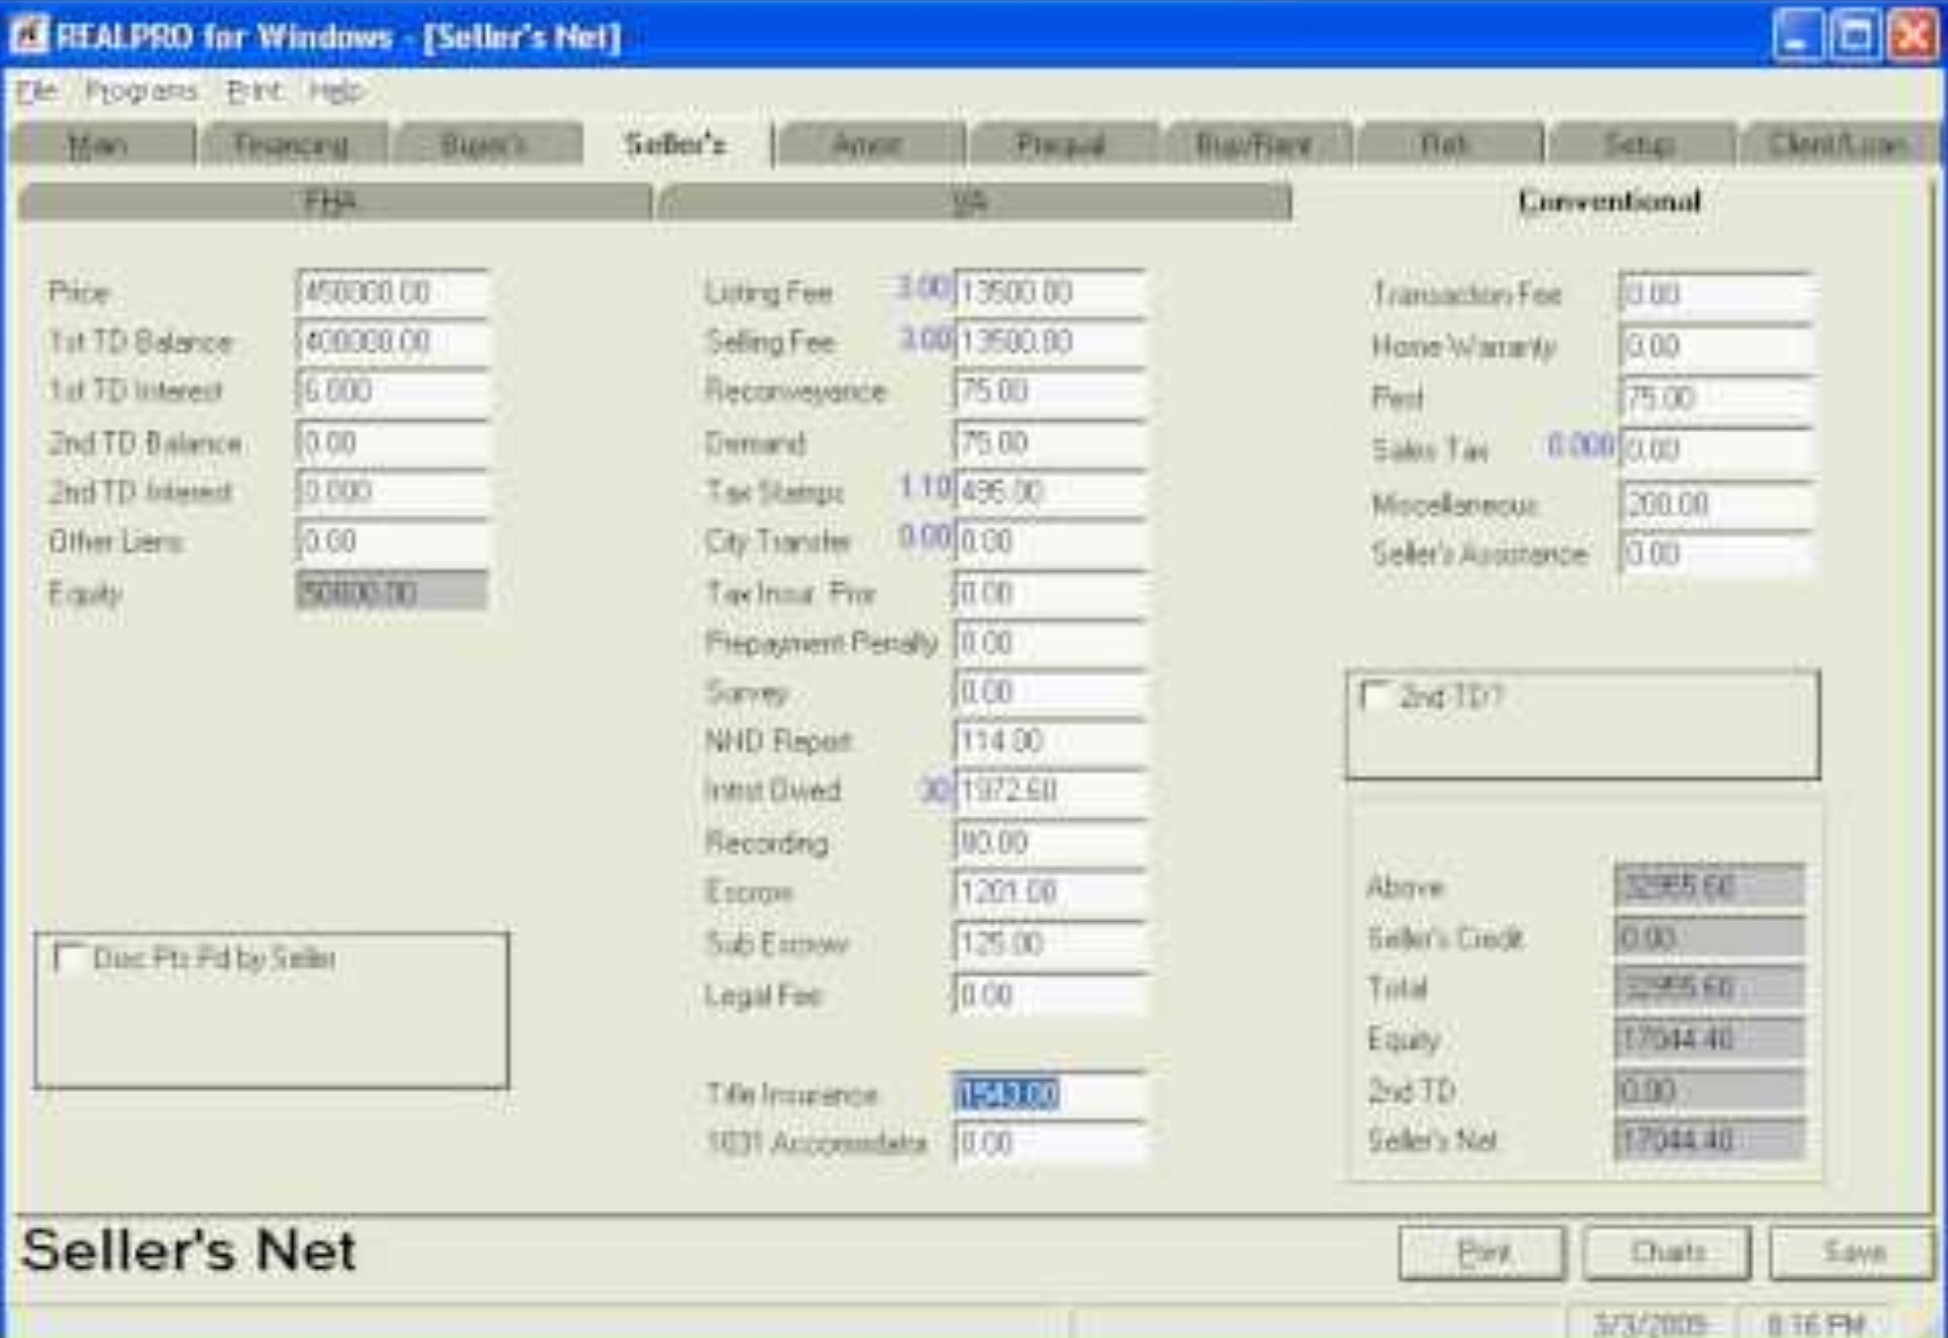 REALPRO for Windows - [Seller's Net]
File Programs Print Help
Main Financing Buyer's Seller's Amort Prequal Buy/Rent Refi Setup Client/Loan
FHA VA Conventional
Price 450000.00
1st TD Balance 400000.00
1st TD Interest 6.000
2nd TD Balance 0.00
2nd TD Interest 0.000
Other Liens 0.00
Equity 50000.00
Disc Pts Pd by Seller
Listing Fee 3.00 13500.00
Selling Fee 3.00 13500.00
Reconveyance 75.00
Demand 75.00
Tax Stamps 1.10 495.00
City Transfer 0.00 0.00
Tax Insur. Pror 0.00
Prepayment Penalty 0.00
Survey 0.00
NHD Report 114.00
Intrst Owed 30 1972.60
Recording 80.00
Escrow 1201.00
Sub Escrow 125.00
Legal Fee 0.00
Title Insurance 1543.00
1031 Accomodator 0.00
Transaction Fee 0.00
Home Warranty 0.00
Pest 75.00
Sales Tax 0.000 0.00
Miscellaneous 200.00
Seller's Assistance 0.00
2nd TD?
Above 32955.60
Seller's Credit 0.00
Total 32955.60
Equity 17044.40
2nd TD 0.00
Seller's Net 17044.40
Seller's Net
Print Charts Save
3/3/2009 8:16 PM